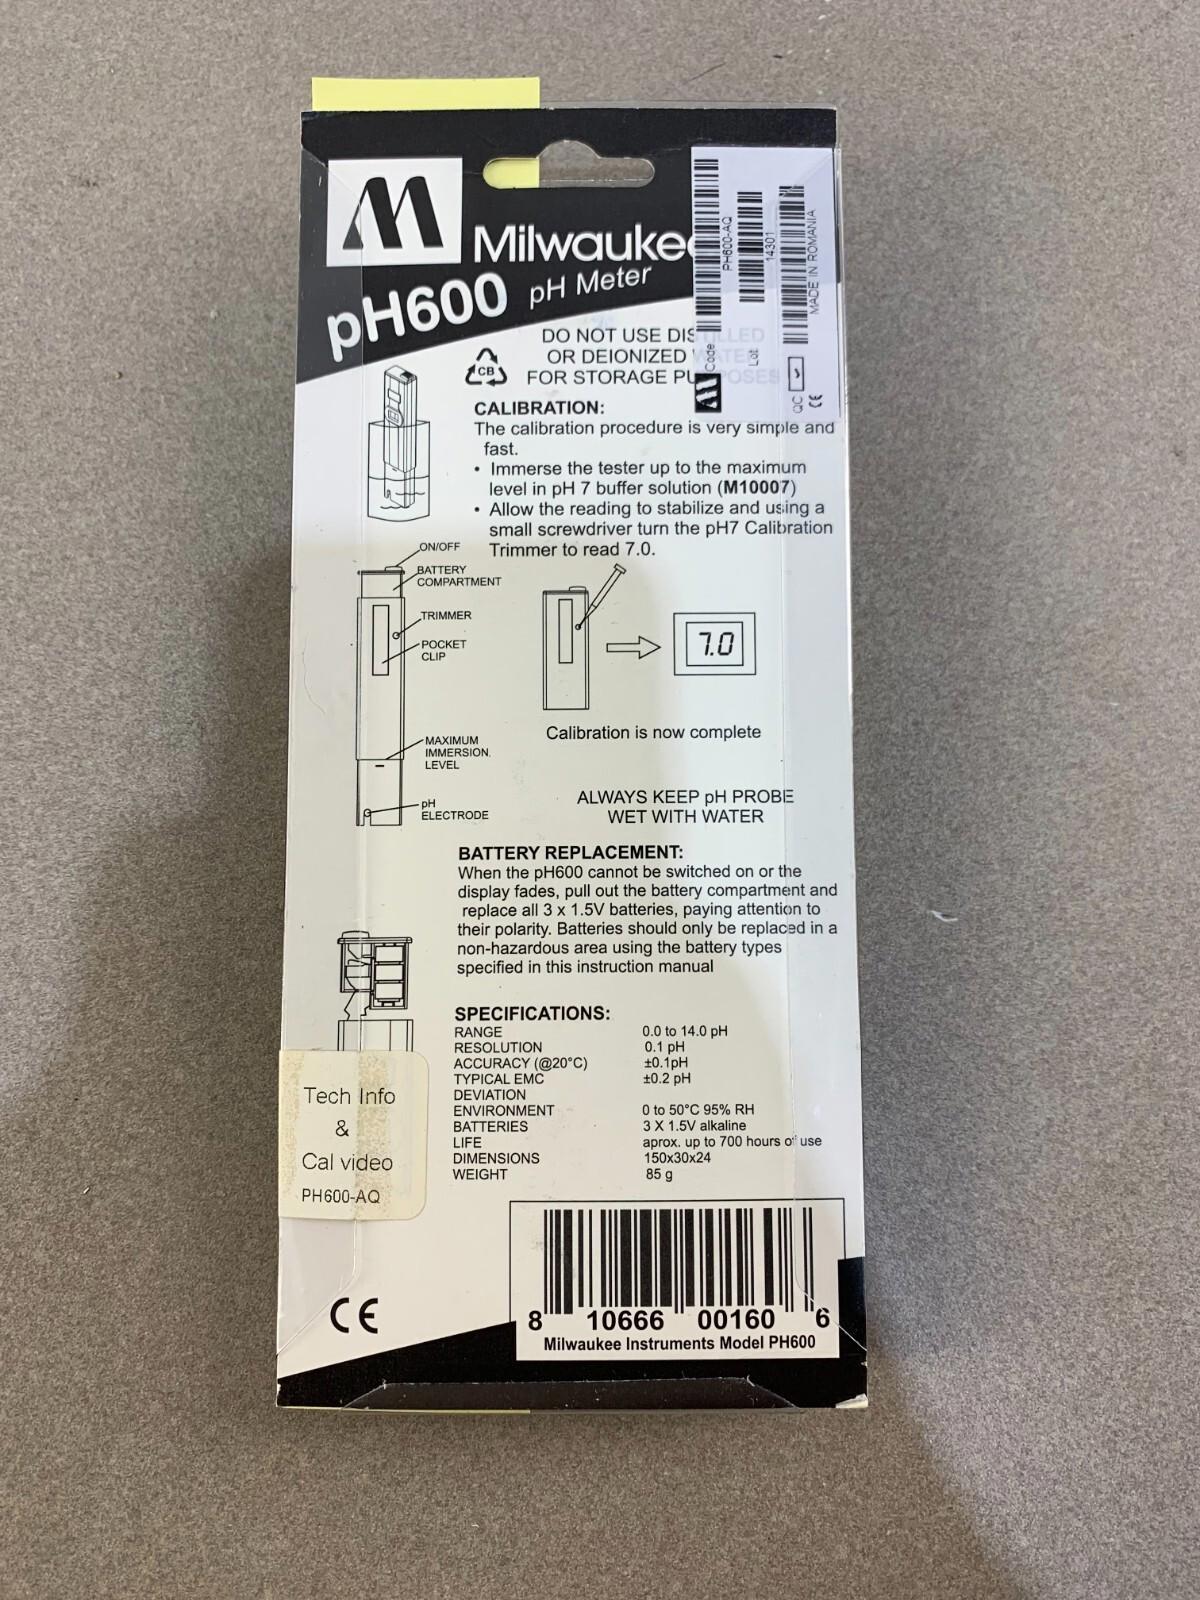 M
Milwaukee
pH600 pH Meter
Code
PH600-AQ
Lot
14301
QC
CE
MADE IN ROMANIA
CB
DO NOT USE DISTILLED
OR DEIONIZED WATER
FOR STORAGE PURPOSES
CALIBRATION:
The calibration procedure is very simple and
fast.
• Immerse the tester up to the maximum
level in pH 7 buffer solution (M10007)
• Allow the reading to stabilize and using a
small screwdriver turn the pH7 Calibration
Trimmer to read 7.0.
ON/OFF
BATTERY
COMPARTMENT
TRIMMER
POCKET
CLIP
MAXIMUM
IMMERSION.
LEVEL
pH
ELECTRODE
7.0
Calibration is now complete
ALWAYS KEEP pH PROBE
WET WITH WATER
BATTERY REPLACEMENT:
When the pH600 cannot be switched on or the
display fades, pull out the battery compartment and
replace all 3 x 1.5V batteries, paying attention to
their polarity. Batteries should only be replaced in a
non-hazardous area using the battery types
specified in this instruction manual
SPECIFICATIONS:
RANGE 0.0 to 14.0 pH
RESOLUTION 0.1 pH
ACCURACY (@20°C) ±0.1pH
TYPICAL EMC ±0.2 pH
DEVIATION
ENVIRONMENT 0 to 50°C 95% RH
BATTERIES 3 X 1.5V alkaline
LIFE aprox. up to 700 hours of use
DIMENSIONS 150x30x24
WEIGHT 85 g
Tech Info
&
Cal video
PH600-AQ
CE
8 10666 00160 6
Milwaukee Instruments Model PH600